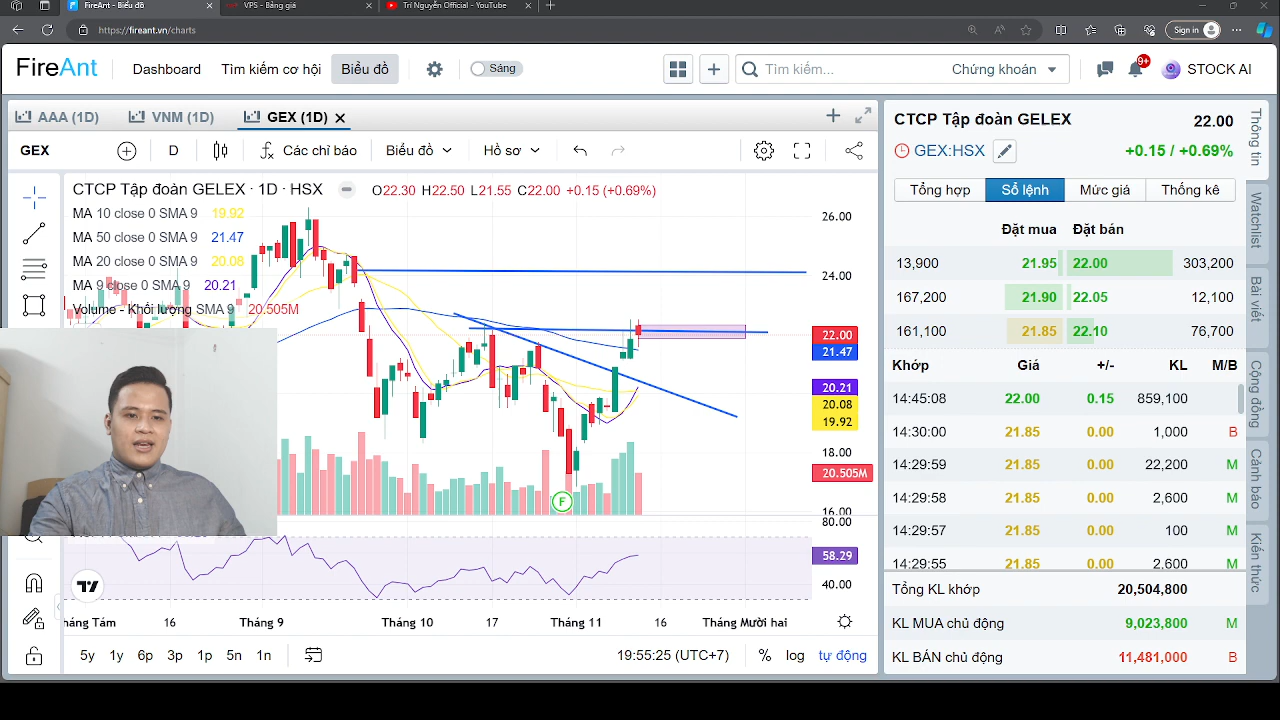 FireAnt - Biểu đồ
VPS - Bảng giá
Trí Nguyễn Official - YouTube
https://fireant.vn/charts
Sign in
FireAnt
Dashboard
Tìm kiếm cơ hội
Biểu đồ
Sáng
Tìm kiếm...
Chứng khoán
9+
STOCK AI
AAA (1D)
VNM (1D)
GEX (1D)
GEX
D
Các chỉ báo
Biểu đồ
Hồ sơ
CTCP Tập đoàn GELEX · 1D · HSX
O22.30 H22.50 L21.55 C22.00 +0.15 (+0.69%)
MA 10 close 0 SMA 9 19.92
MA 50 close 0 SMA 9 21.47
MA 20 close 0 SMA 9 20.08
MA 9 close 0 SMA 9 20.21
Volume - Khối lượng SMA 9 20.505M
26.00
24.00
22.00
21.47
20.21
20.08
19.92
18.00
20.505M
16.00
80.00
58.29
40.00
F
háng Tám
16
Tháng 9
Tháng 10
17
Tháng 11
16
Tháng Mười hai
5y 1y 6p 3p 1p 5n 1n
19:55:25 (UTC+7)
% log tự động
CTCP Tập đoàn GELEX 22.00
GEX:HSX +0.15 / +0.69%
Tổng hợp Sổ lệnh Mức giá Thống kê
Đặt mua Đặt bán
13,900 21.95 22.00 303,200
167,200 21.90 22.05 12,100
161,100 21.85 22.10 76,700
Khớp Giá +/- KL M/B
14:45:08 22.00 0.15 859,100
14:30:00 21.85 0.00 1,000 B
14:29:59 21.85 0.00 22,200 M
14:29:58 21.85 0.00 2,600 M
14:29:57 21.85 0.00 100 M
14:29:55 21.85 0.00 2,600 M
Tổng KL khớp 20,504,800
KL MUA chủ động 9,023,800 M
KL BÁN chủ động 11,481,000 B
Thông tin
Watchlist
Bài viết
Cộng đồng
Cảnh báo
Kiến thức